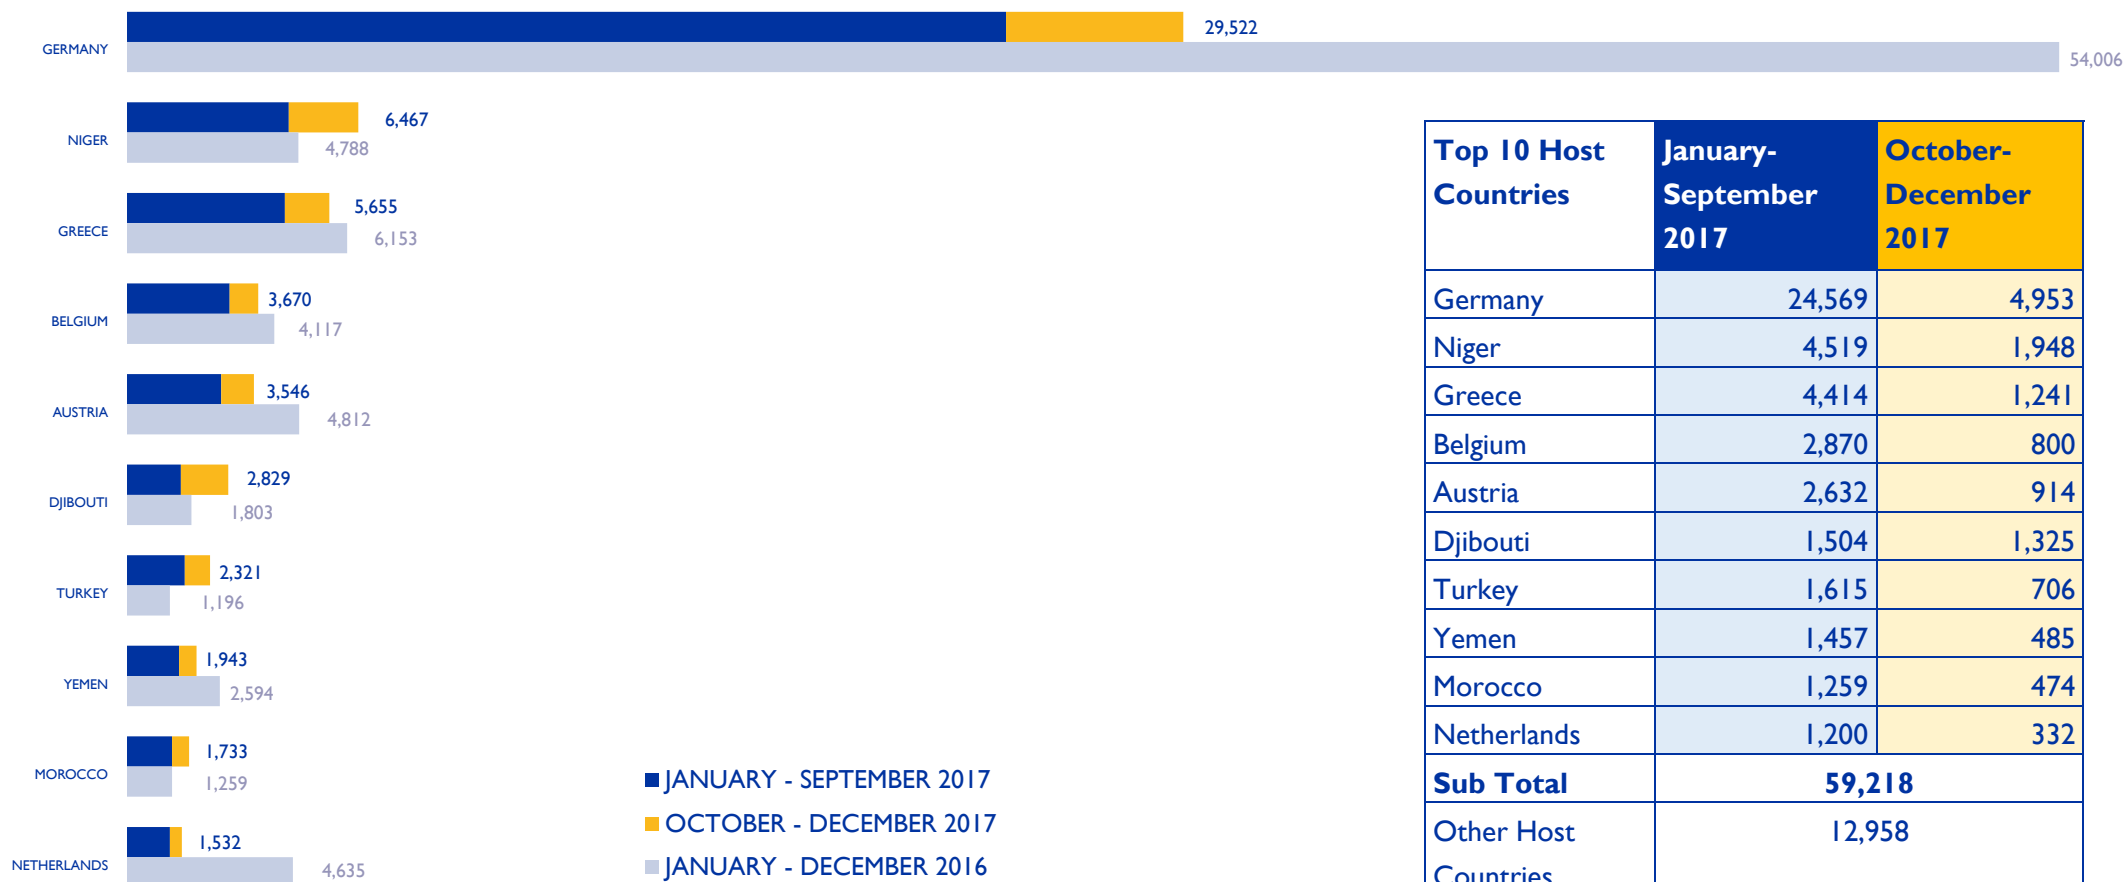 GERMANY
29,522
54,006
NIGER
6,467
4,788
GREECE
5,655
6,153
BELGIUM
3,670
4,117
AUSTRIA
3,546
4,812
DJIBOUTI
2,829
1,803
TURKEY
2,321
1,196
YEMEN
1,943
2,594
MOROCCO
1,733
1,259
NETHERLANDS
1,532
4,635
JANUARY - SEPTEMBER 2017
OCTOBER - DECEMBER 2017
JANUARY - DECEMBER 2016
Top 10 Host
Countries
January-
September
2017
October-
December
2017
Germany 24,569 4,953
Niger 4,519 1,948
Greece 4,414 1,241
Belgium 2,870 800
Austria 2,632 914
Djibouti 1,504 1,325
Turkey 1,615 706
Yemen 1,457 485
Morocco 1,259 474
Netherlands 1,200 332
Sub Total 59,218
Other Host 12,958
Countries